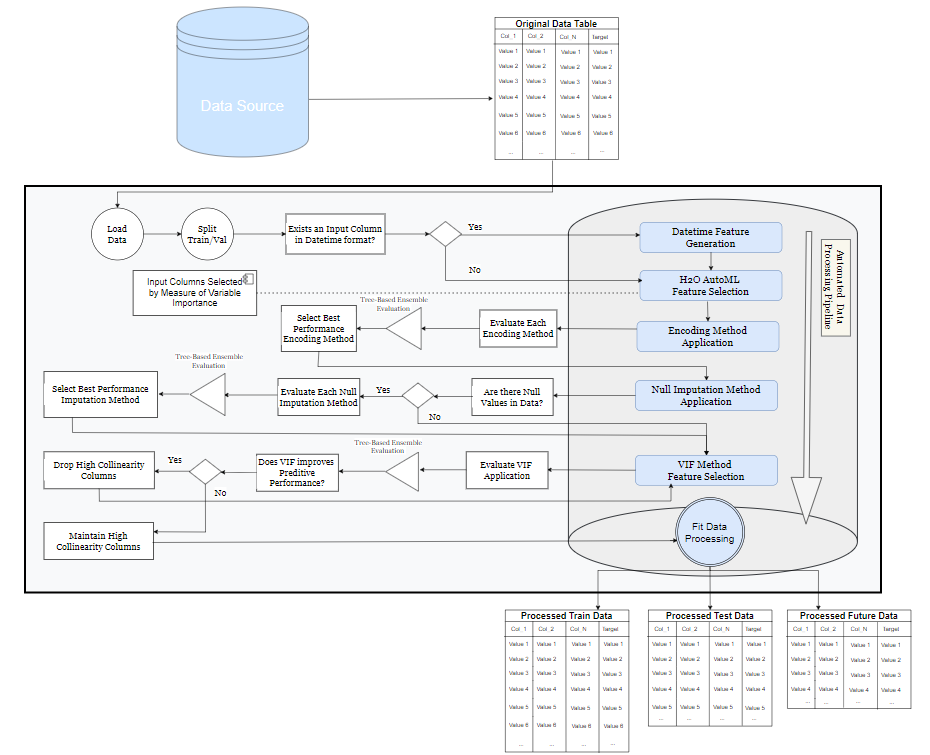 Original Data Table
Col_1 Col_2 Col_N Target
Value 1 Value 1 Value 1 Value 1
Value 2 Value 2 Value 2 Value 2
Value 3 Value 3 Value 3 Value 3
Value 4 Value 4 Value 4 Value 4
Value 5 Value 5 Value 5 Value 5
Value 6 Value 6 Value 6 Value 6
... ... ... ...
Data Source
Load
Data
Split
Train/Val
Exists an Input Column
in Datetime format?
Yes
No
Datetime Feature
Generation
H2O AutoML
Feature Selection
Input Columns Selected
by Measure of Variable
Importance
Automated Data
Processing Pipeline
Encoding Method
Application
Evaluate Each
Encoding Method
Tree-Based Ensemble
Evaluation
Select Best
Performance
Encoding Method
Null Imputation Method
Application
Are there Null
Values in Data?
Yes
No
Evaluate Each Null
Imputation Method
Tree-Based Ensemble
Evaluation
Select Best Performance
Imputation Method
VIF Method
Feature Selection
Evaluate VIF
Application
Tree-Based Ensemble
Evaluation
Does VIF improves
Preditive
Performance?
Yes
No
Drop High Collinearity
Columns
Maintain High
Collinearity Columns
Fit Data
Processing
Processed Train Data
Col_1 Col_2 Col_N Target
Value 1 Value 1 Value 1 Value 1
Value 2 Value 2 Value 2 Value 2
Value 3 Value 3 Value 3 Value 3
Value 4 Value 4 Value 4 Value 4
Value 5 Value 5 Value 5 Value 5
Value 6 Value 6 Value 6 Value 6
... ... ... ...
Processed Test Data
Col_1 Col_2 Col_N Target
Value 1 Value 1 Value 1 Value 1
Value 2 Value 2 Value 2 Value 2
Value 3 Value 3 Value 3 Value 3
Value 4 Value 4 Value 4 Value 4
Value 5 Value 5 Value 5 Value 5
... ... ... ...
Processed Future Data
Col_1 Col_2 Col_N Target
Value 1 Value 1 Value 1 Value 1
Value 2 Value 2 Value 2 Value 2
Value 3 Value 3 Value 3 Value 3
Value 4 Value 4 Value 4 Value 4
... ... ... ...